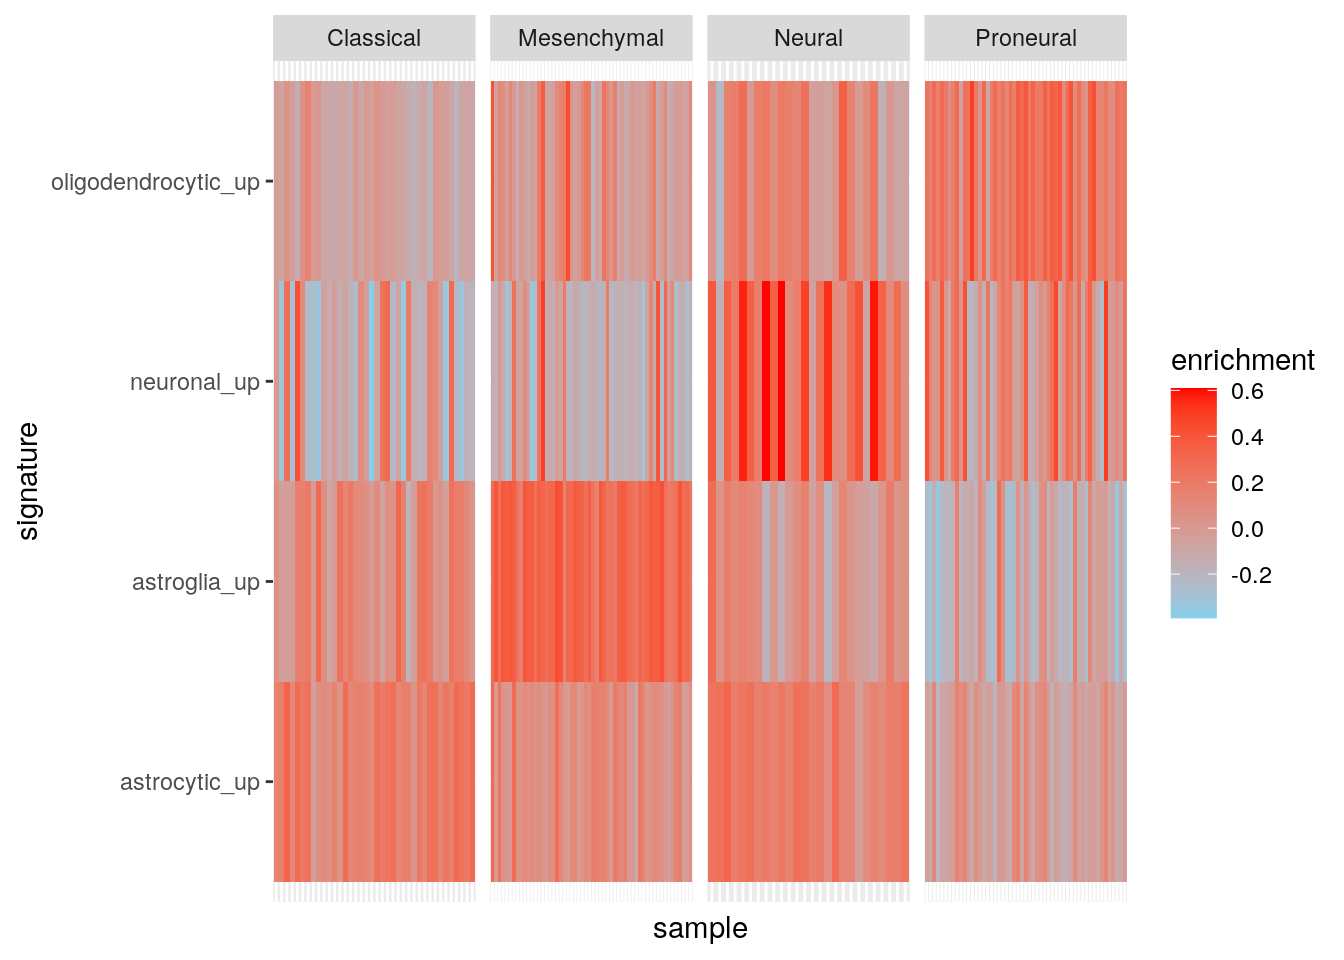 Classical
Mesenchymal
Neural
Proneural
oligodendrocytic_up
neuronal_up
astroglia_up
astrocytic_up
signature
sample
enrichment
0.6
0.4
0.2
0.0
-0.2